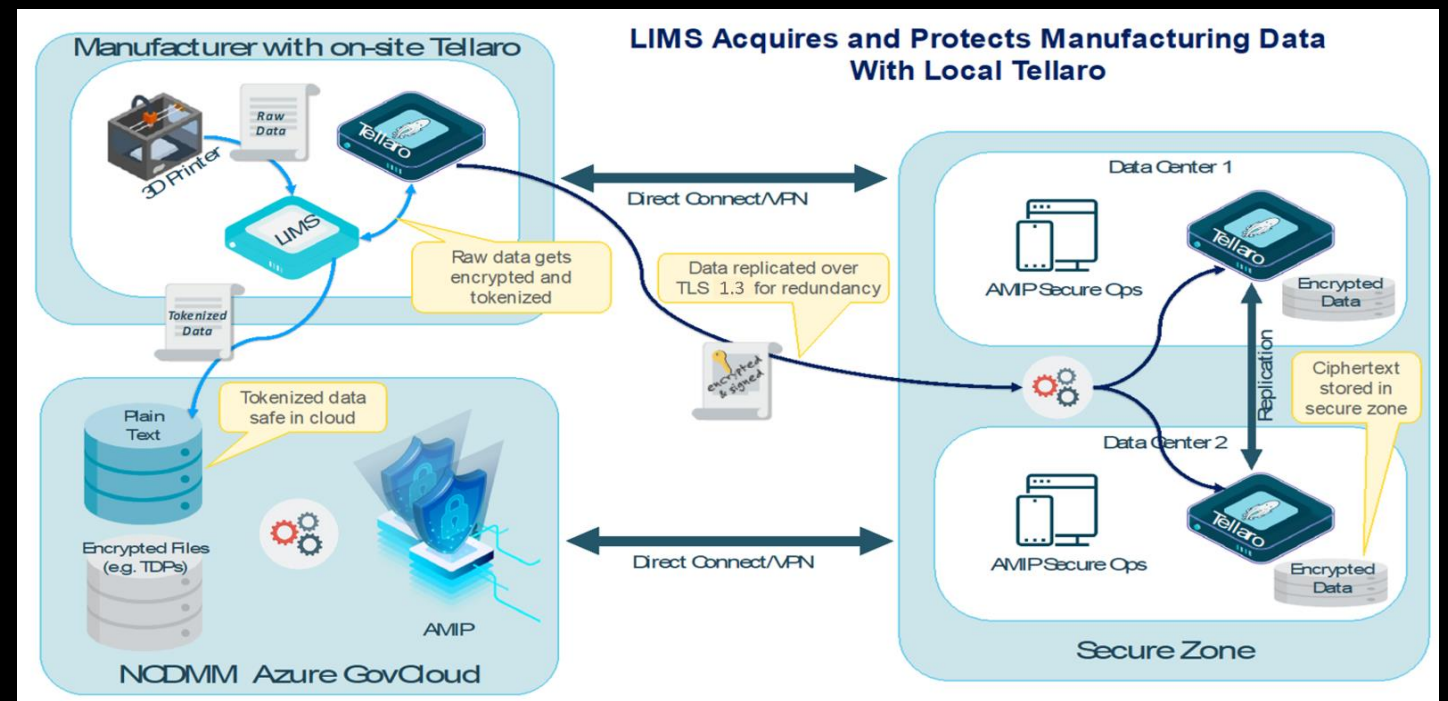 LIMS Acquires and Protects Manufacturing Data
With Local Tellaro
Manufacturer with on-site Tellaro
Raw
Data
3D Printer
Tellaro
LIMS
Raw data gets
encrypted and
tokenized
Tokenized
Data
Direct Connect/VPN
Data replicated over
TLS 1.3 for redundancy
encrypted
& signed
Data Center 1
AMIP Secure Ops
Tellaro
Encrypted
Data
Replication
Ciphertext
stored in
secure zone
Data Center 2
AMIP Secure Ops
Tellaro
Encrypted
Data
Secure Zone
Plain
Text
Tokenized data
safe in cloud
Encrypted Files
(e.g. TDPs)
AMIP
NCDMM Azure GovCloud
Direct Connect/VPN